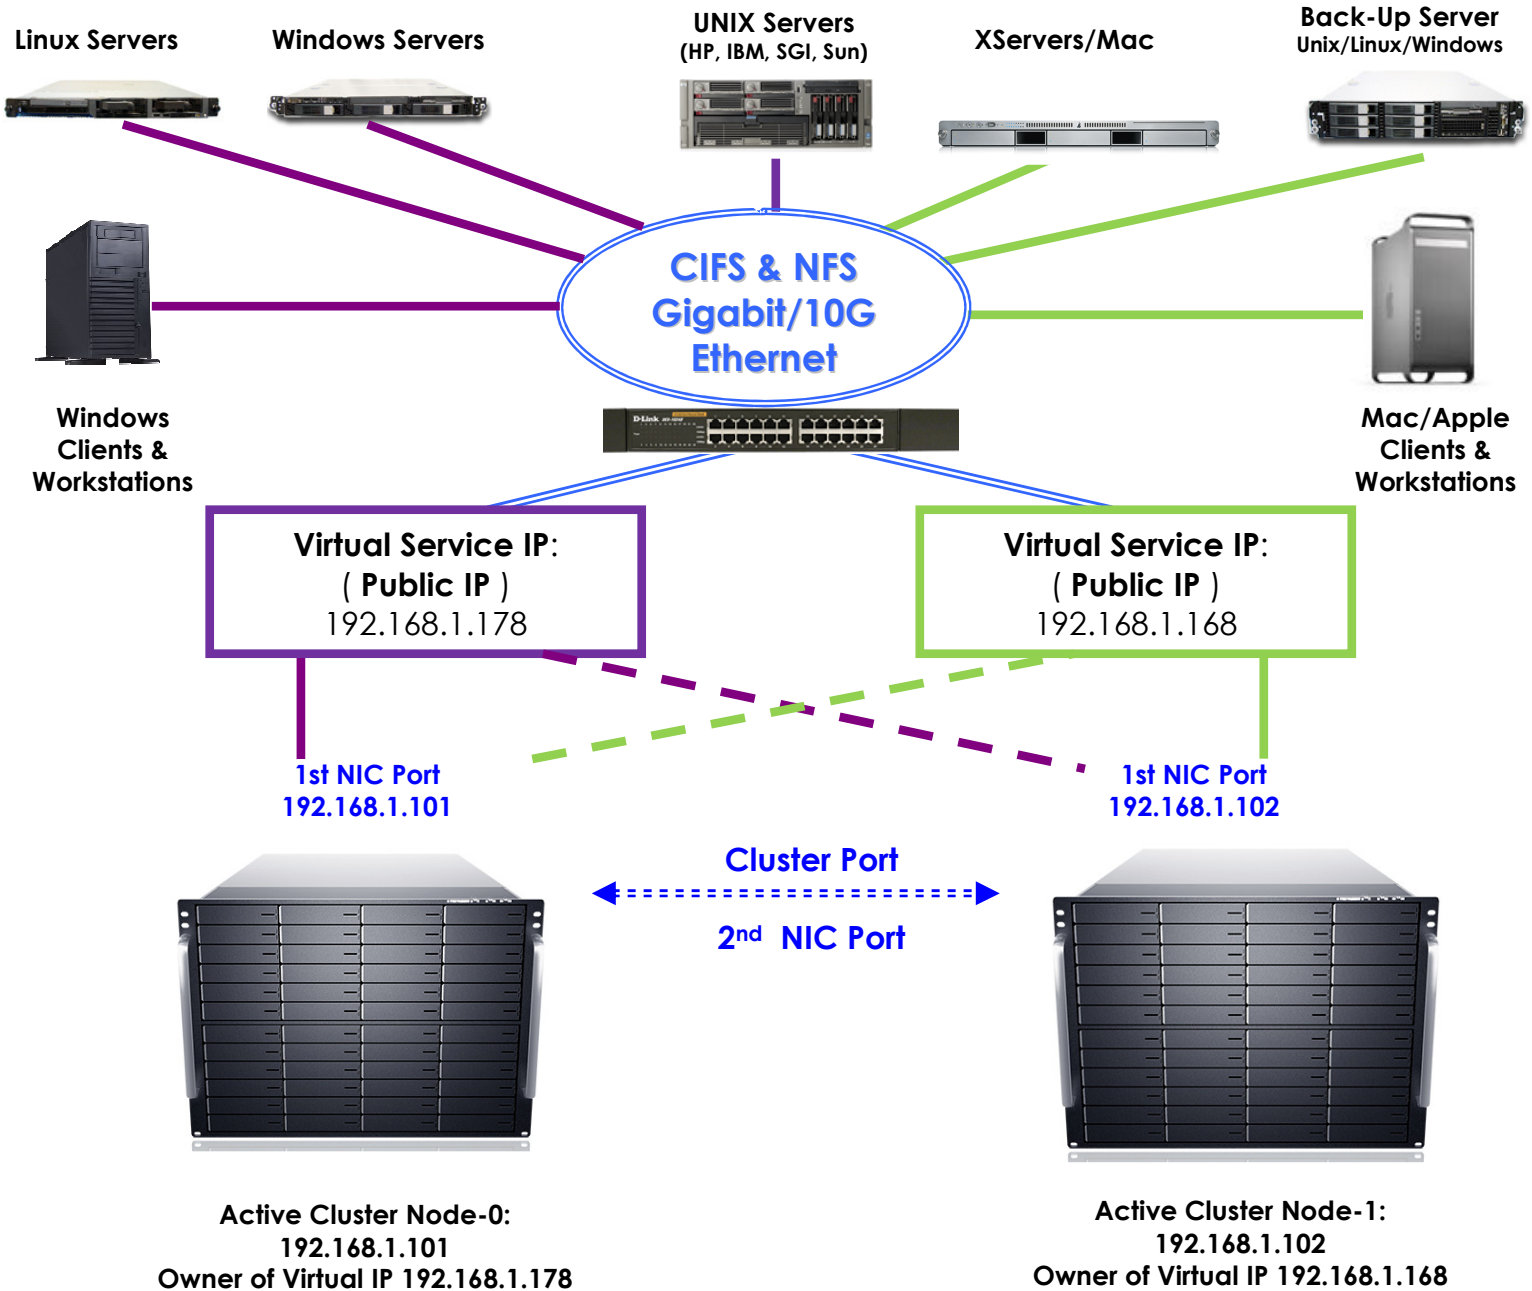 Linux Servers
Windows Servers
UNIX Servers
(HP, IBM, SGI, Sun)
XServers/Mac
Back-Up Server
Unix/Linux/Windows
CIFS & NFS
Gigabit/10G
Ethernet
D-Link
Windows
Clients &
Workstations
Mac/Apple
Clients &
Workstations
Virtual Service IP:
( Public IP )
192.168.1.178
Virtual Service IP:
( Public IP )
192.168.1.168
1st NIC Port
192.168.1.101
1st NIC Port
192.168.1.102
Cluster Port
2nd NIC Port
Active Cluster Node-0:
192.168.1.101
Owner of Virtual IP 192.168.1.178
Active Cluster Node-1:
192.168.1.102
Owner of Virtual IP 192.168.1.168